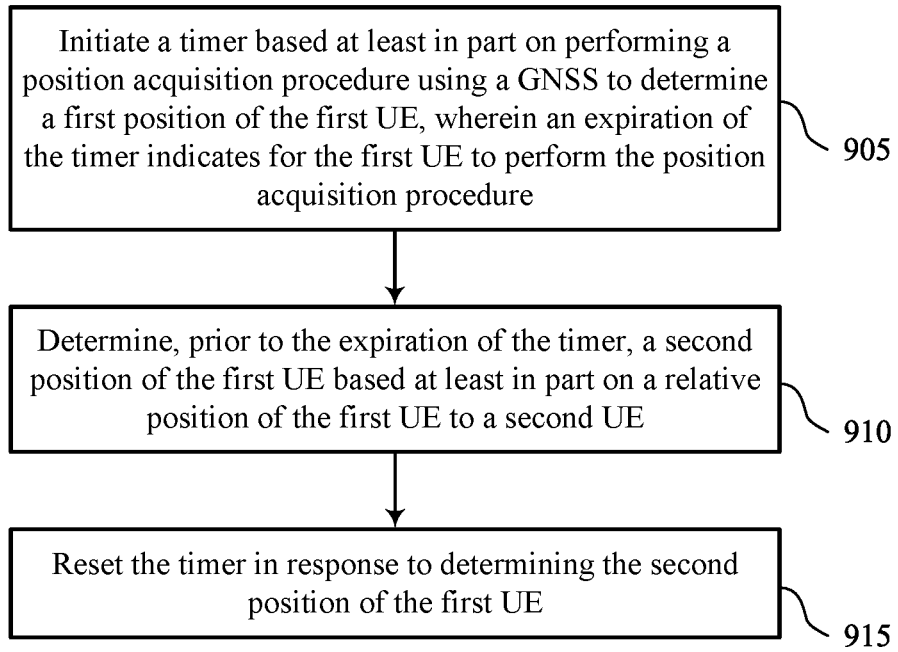 Initiate a timer based at least in part on performing a
position acquisition procedure using a GNSS to determine
a first position of the first UE, wherein an expiration of
the timer indicates for the first UE to perform the position
acquisition procedure
905
Determine, prior to the expiration of the timer, a second
position of the first UE based at least in part on a relative
position of the first UE to a second UE
910
Reset the timer in response to determining the second
position of the first UE
915